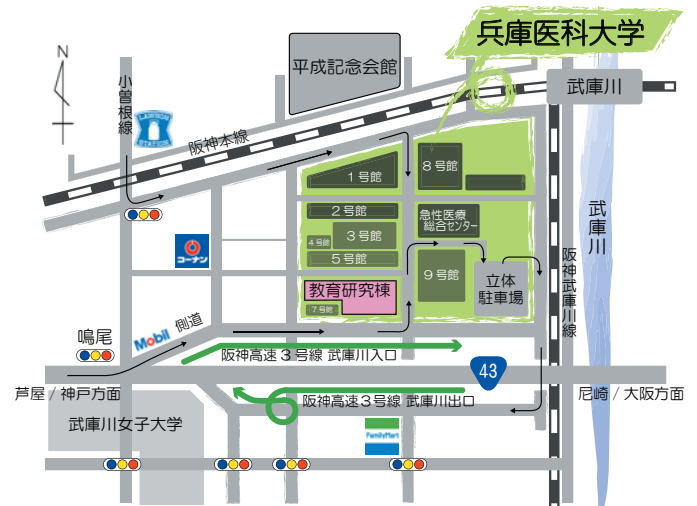 兵庫医科大学
N
平成記念会館
武庫川
小曽根線
LAWSON
STATION
阪神本線
8号館
1号館
2号館
急性医療
総合センター
3号館
4号館
5号館
9号館
立体
駐車場
武庫川
阪神武庫川線
コーナン
教育研究棟
7号館
Mobil
側道
鳴尾
阪神高速3号線 武庫川入口
43
芦屋/神戸方面
尼崎/大阪方面
阪神高速3号線 武庫川出口
武庫川女子大学
FamilyMart